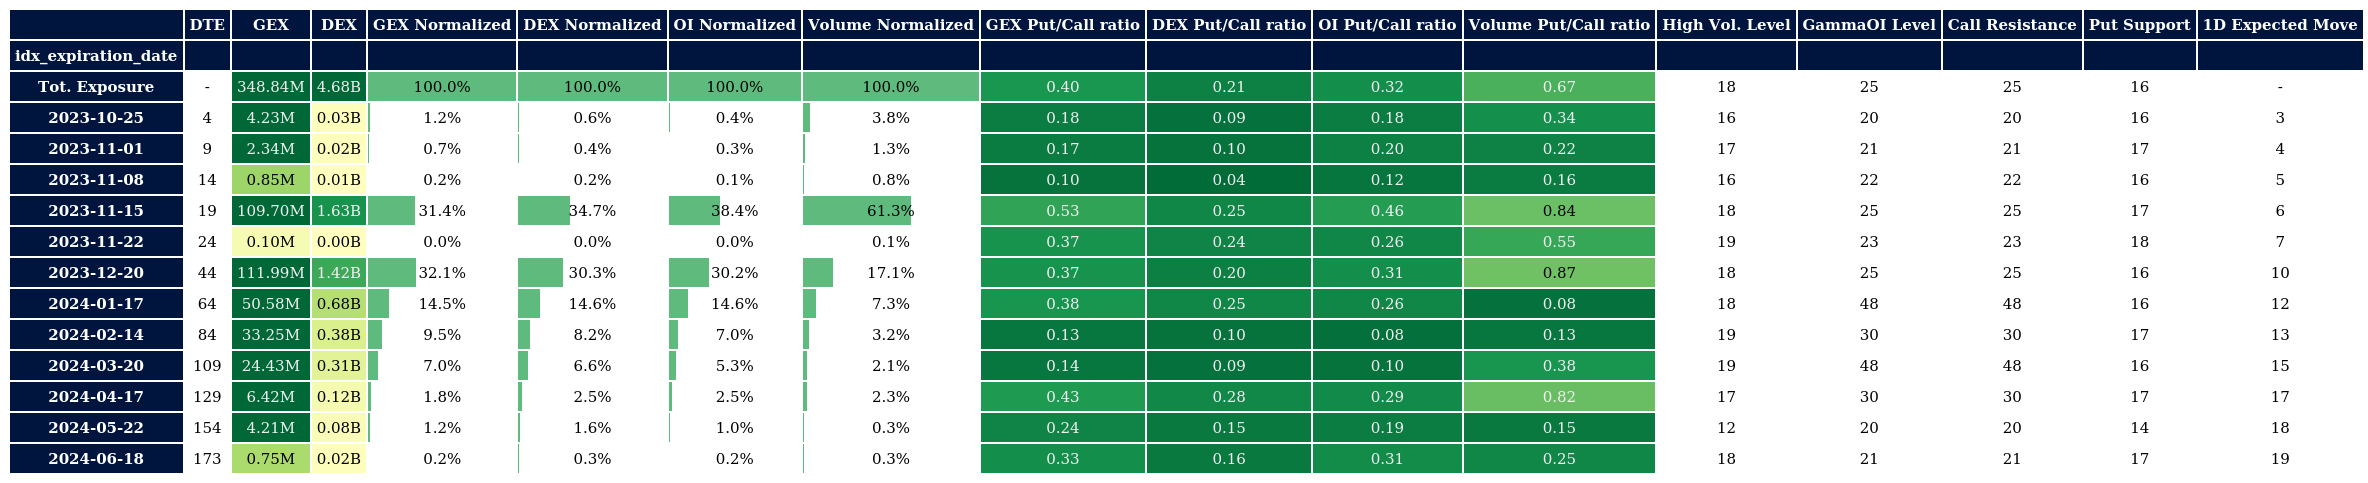 DTE GEX DEX GEX Normalized DEX Normalized OI Normalized Volume Normalized GEX Put/Call ratio DEX Put/Call ratio OI Put/Call ratio Volume Put/Call ratio High Vol. Level GammaOI Level Call Resistance Put Support 1D Expected Move
idx_expiration_date
Tot. Exposure - 348.84M 4.68B 100.0% 100.0% 100.0% 100.0% 0.40 0.21 0.32 0.67 18 25 25 16 -
2023-10-25 4 4.23M 0.03B 1.2% 0.6% 0.4% 3.8% 0.18 0.09 0.18 0.34 16 20 20 16 3
2023-11-01 9 2.34M 0.02B 0.7% 0.4% 0.3% 1.3% 0.17 0.10 0.20 0.22 17 21 21 17 4
2023-11-08 14 0.85M 0.01B 0.2% 0.2% 0.1% 0.8% 0.10 0.04 0.12 0.16 16 22 22 16 5
2023-11-15 19 109.70M 1.63B 31.4% 34.7% 38.4% 61.3% 0.53 0.25 0.46 0.84 18 25 25 17 6
2023-11-22 24 0.10M 0.00B 0.0% 0.0% 0.0% 0.1% 0.37 0.24 0.26 0.55 19 23 23 18 7
2023-12-20 44 111.99M 1.42B 32.1% 30.3% 30.2% 17.1% 0.37 0.20 0.31 0.87 18 25 25 16 10
2024-01-17 64 50.58M 0.68B 14.5% 14.6% 14.6% 7.3% 0.38 0.25 0.26 0.08 18 48 48 16 12
2024-02-14 84 33.25M 0.38B 9.5% 8.2% 7.0% 3.2% 0.13 0.10 0.08 0.13 19 30 30 17 13
2024-03-20 109 24.43M 0.31B 7.0% 6.6% 5.3% 2.1% 0.14 0.09 0.10 0.38 19 48 48 16 15
2024-04-17 129 6.42M 0.12B 1.8% 2.5% 2.5% 2.3% 0.43 0.28 0.29 0.82 17 30 30 17 17
2024-05-22 154 4.21M 0.08B 1.2% 1.6% 1.0% 0.3% 0.24 0.15 0.19 0.15 12 20 20 14 18
2024-06-18 173 0.75M 0.02B 0.2% 0.3% 0.2% 0.3% 0.33 0.16 0.31 0.25 18 21 21 17 19